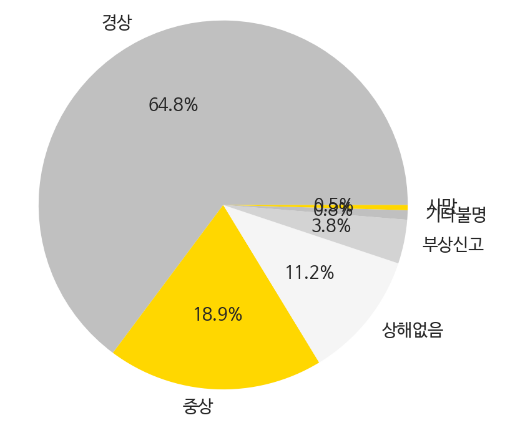 경상
64.8%
0.5%
사망
0.8%
기타불명
3.8%
부상신고
11.2%
상해없음
18.9%
중상